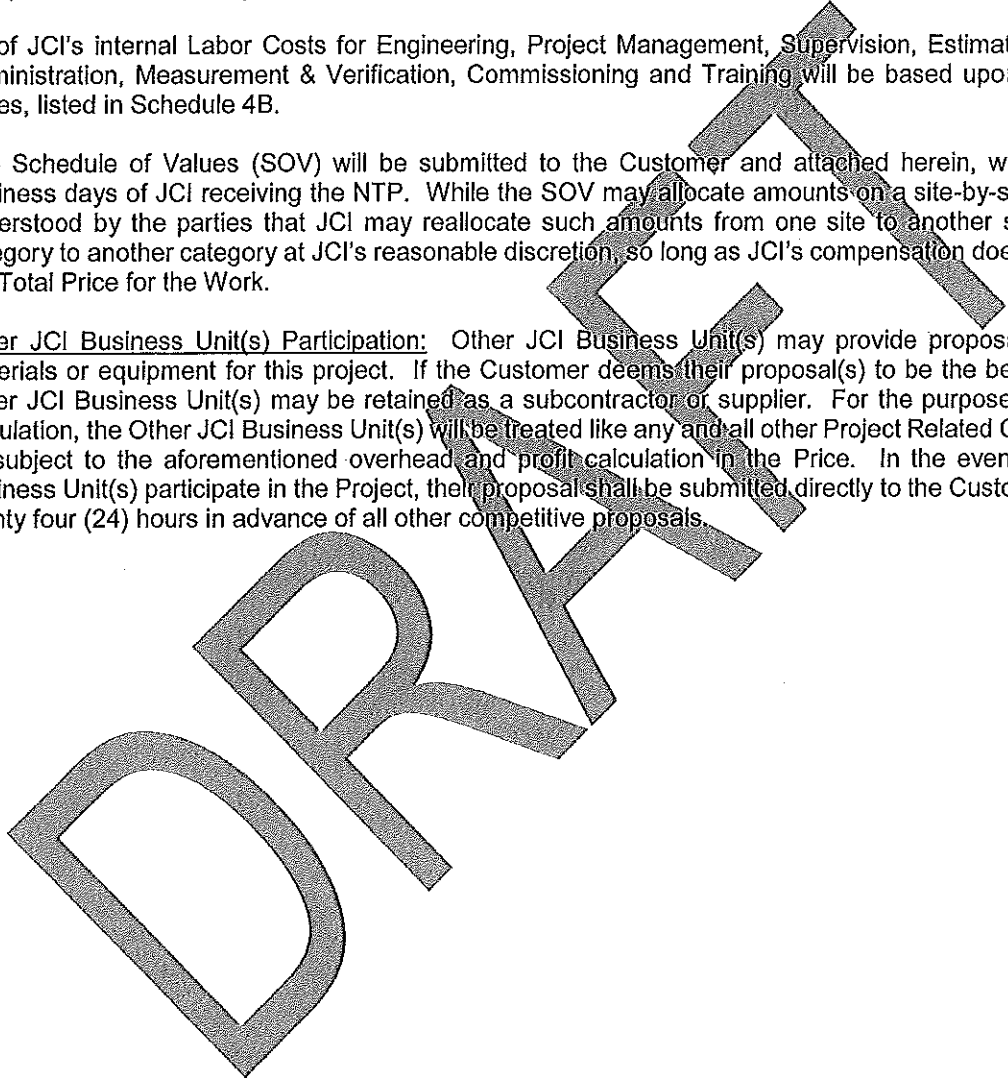 of JCI's internal Labor Costs for Engineering, Project Management, Supervision, Estimat
ministration, Measurement & Verification, Commissioning and Training will be based upo
es, listed in Schedule 4B.
Schedule of Values (SOV) will be submitted to the Customer and attached herein, w
iness days of JCI receiving the NTP. While the SOV may allocate amounts on a site-by-s
erstood by the parties that JCI may reallocate such amounts from one site to another s
egory to another category at JCI's reasonable discretion, so long as JCI's compensation doe
Total Price for the Work.
er JCI Business Unit(s) Participation: Other JCI Business Unit(s) may provide propos
erials or equipment for this project. If the Customer deems their proposal(s) to be the be
er JCI Business Unit(s) may be retained as a subcontractor or supplier. For the purpose
ulation, the Other JCI Business Unit(s) will be treated like any and all other Project Related C
subject to the aforementioned overhead and profit calculation in the Price. In the even
iness Unit(s) participate in the Project, their proposal shall be submitted directly to the Custo
nty four (24) hours in advance of all other competitive proposals.
DRAFT